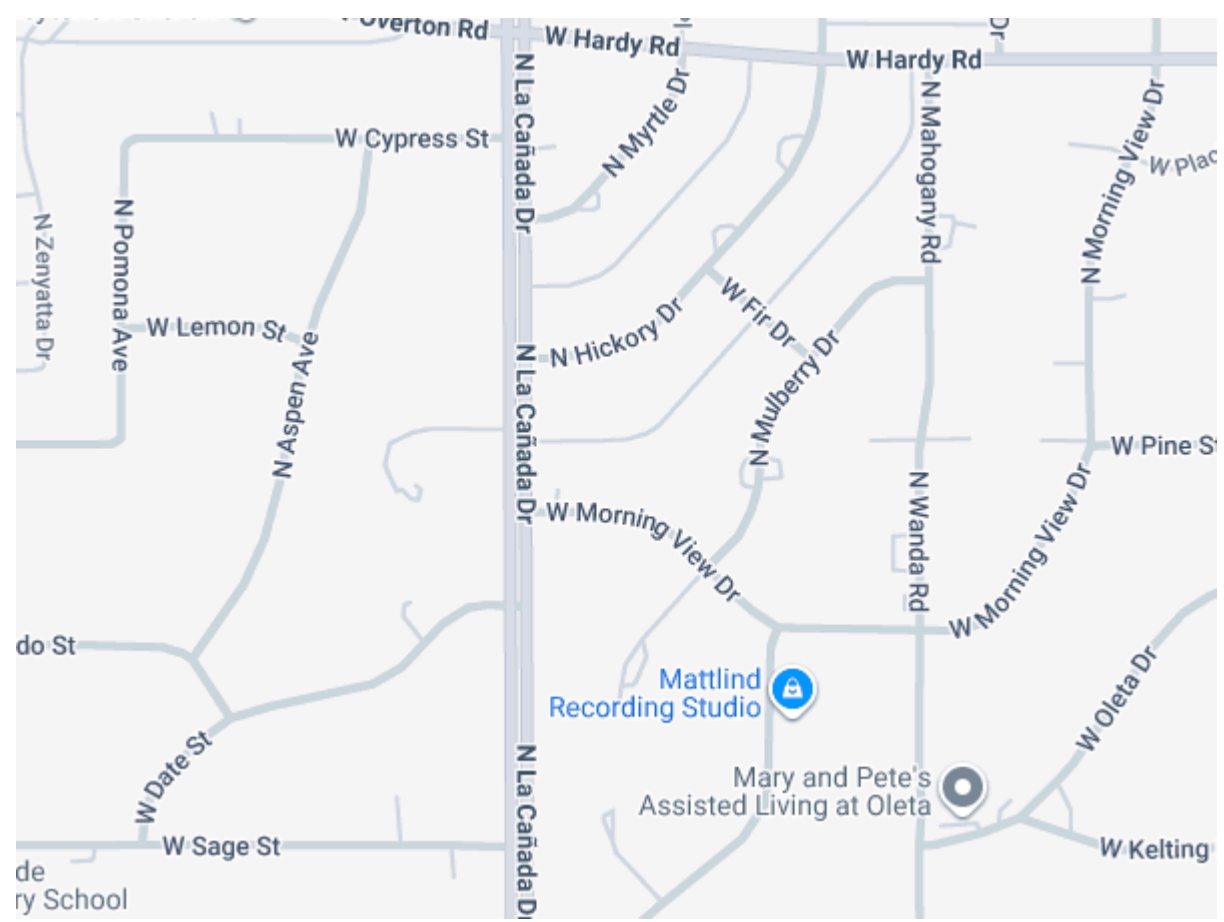 Overton Rd
W Hardy Rd
W Hardy Rd
Dr
N La Cañada Dr
N Myrtle Dr
N Mahogany Rd
N Morning View Dr
W Cypress St
W Plac
N Zenyatta Dr
N Pomona Ave
W Lemon St
N Aspen Ave
N Hickory Dr
W Fir Dr
N Mulberry Dr
N La Cañada Dr
W Pine St
W Morning View Dr
N Wanda Rd
W Morning View Dr
do St
Mattlind
Recording Studio
W Oleta Dr
W Date St
N La Cañada Dr
Mary and Pete's
Assisted Living at Oleta
W Sage St
W Kelting
de
ry School